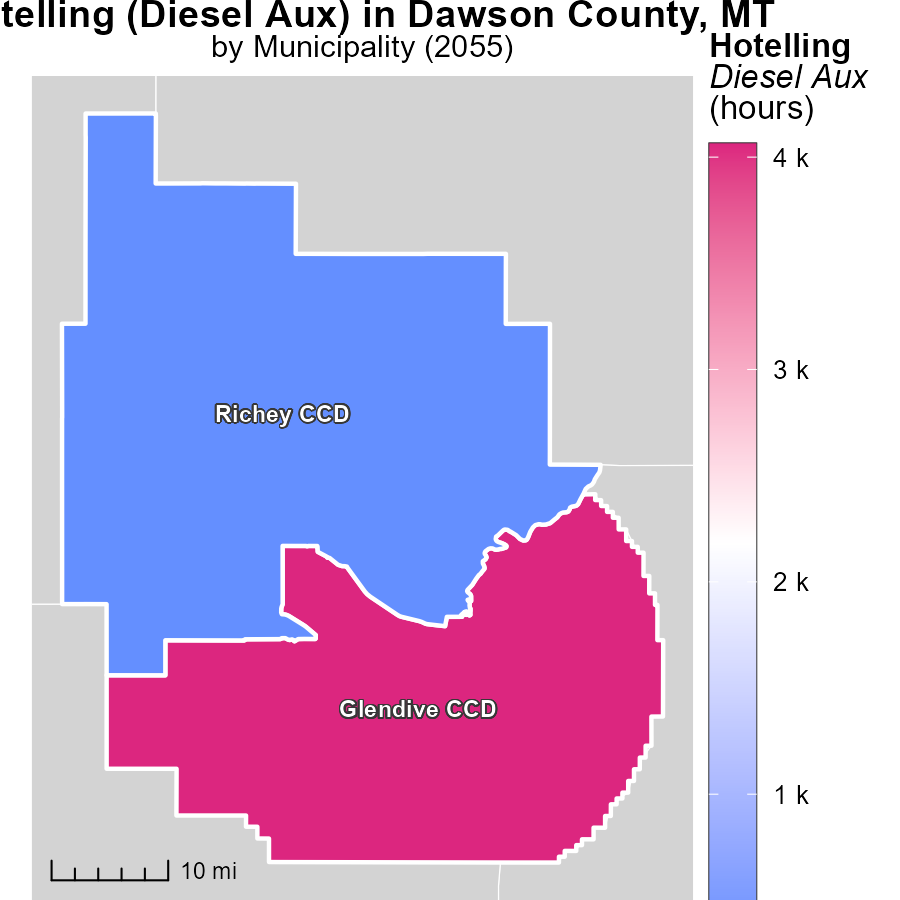 telling (Diesel Aux) in Dawson County, MT
by Municipality (2055)
Hotelling
Diesel Aux
(hours)
4 k
3 k
2 k
1 k
Richey CCD
Glendive CCD
10 mi